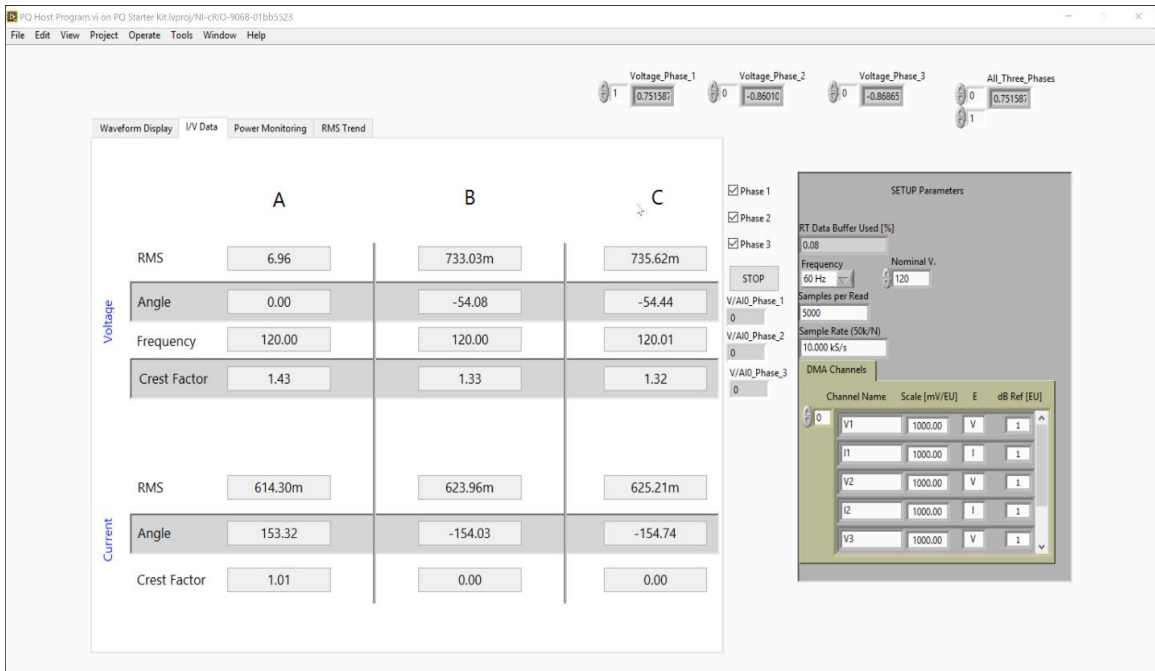 PQ Host Program.vi on PQ Starter Kit.lvproj/NI-cRIO-9068-01bb5523
File Edit View Project Operate Tools Window Help
Voltage_Phase_1 Voltage_Phase_2 Voltage_Phase_3 All_Three_Phases
1 0.751587 0 -0.86010 0 -0.86865 0 0.751587
1
Waveform Display I/V Data Power Monitoring RMS Trend
A B C
Voltage
RMS 6.96 733.03m 735.62m
Angle 0.00 -54.08 -54.44
Frequency 120.00 120.00 120.01
Crest Factor 1.43 1.33 1.32
Current
RMS 614.30m 623.96m 625.21m
Angle 153.32 -154.03 -154.74
Crest Factor 1.01 0.00 0.00
Phase 1
Phase 2
Phase 3
STOP
V/AI0_Phase_1
0
V/AI0_Phase_2
0
V/AI0_Phase_3
0
SETUP Parameters
RT Data Buffer Used [%]
0.08
Frequency Nominal V.
60 Hz 120
Samples per Read
5000
Sample Rate (50k/N)
10.000 kS/s
DMA Channels
Channel Name Scale [mV/EU] E dB Ref [EU]
0 V1 1000.00 V 1
I1 1000.00 I 1
V2 1000.00 V 1
I2 1000.00 I 1
V3 1000.00 V 1